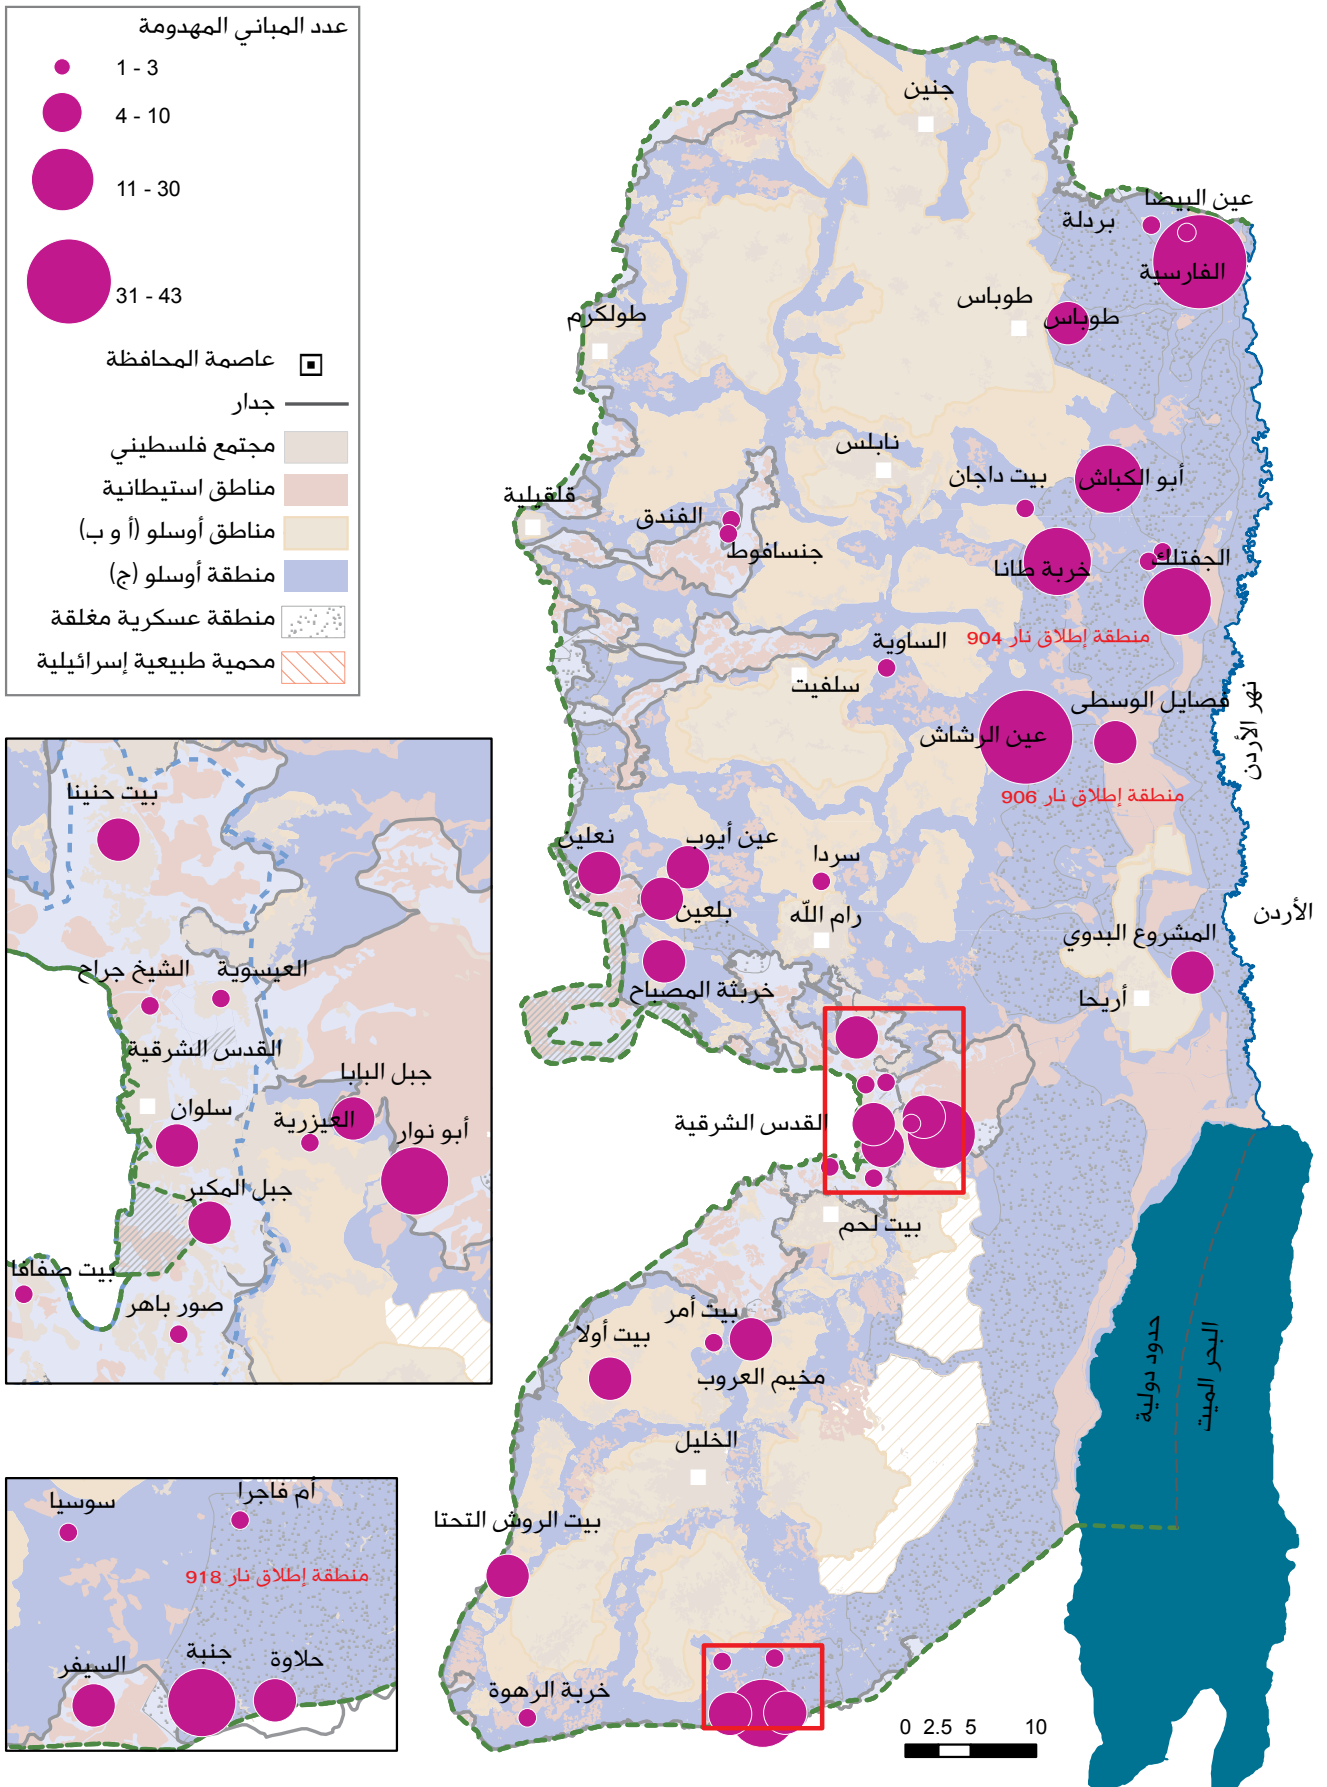 عدد المباني المهدومة
1 - 3
4 - 10
11 - 30
31 - 43
عاصمة المحافظة
جدار
مجتمع فلسطيني
مناطق استيطانية
مناطق أوسلو (أ و ب)
منطقة أوسلو (ج)
منطقة عسكرية مغلقة
محمية طبيعية إسرائيلية
جنين
عين البيضا
بردلة
الفارسية
طوباس
طوباس
طولكرم
نابلس
بيت داجان
أبو الكباش
قلقيلية
الفندق
جنسافوط
خربة طانا
الجفتلك
منطقة إطلاق نار 904
الساوية
سلفيت
فصايل الوسطى
عين الرشاش
منطقة إطلاق نار 906
نهر الأردن
الأردن
نعلين
عين أيوب
بلعين
سردا
رام الله
خربثة المصباح
المشروع البدوي
أريحا
القدس الشرقية
بيت لحم
بيت أمر
بيت أولا
مخيم العروب
الخليل
بيت الروش التحتا
خربة الرهوة
حدود دولية
البحر الميت
0 2.5 5 10
بيت حنينا
الشيخ جراح
العيسوية
القدس الشرقية
جبل البابا
سلوان
العيزرية
أبو نوار
جبل المكبر
بيت صفافا
صور باهر
سوسيا
أم فاجرا
منطقة إطلاق نار 918
السيفر
جنبة
حلاوة